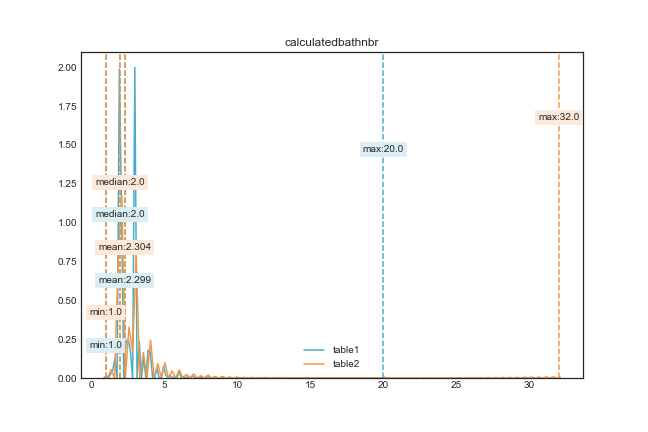 calculatedbathnbr
2.00
1.75
1.50
1.25
1.00
0.75
0.50
0.25
0.00
max:32.0
max:20.0
median:2.0
median:2.0
mean:2.304
mean:2.299
min:1.0
min:1.0
table1
table2
0 5 10 15 20 25 30